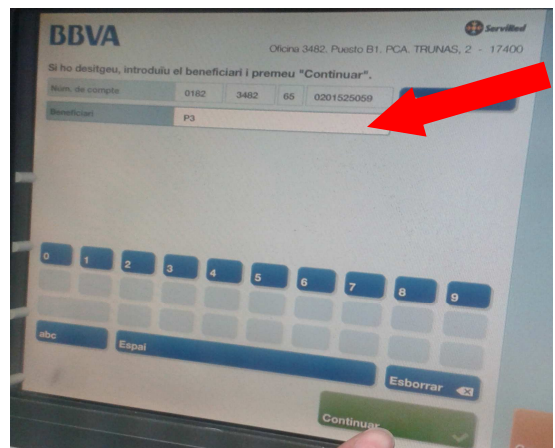 BBVA
ServiRed
Oficina 3482. Puesto B1. PCA. TRUNAS, 2 - 17400
Si ho desitgeu, introduïu el beneficiari i premeu "Continuar".
Núm. de compte 0182 3482 65 0201525059
Beneficiari P3
0 1 2 3 4 5 6 7 8 9
abc Espai Esborrar
Continuar